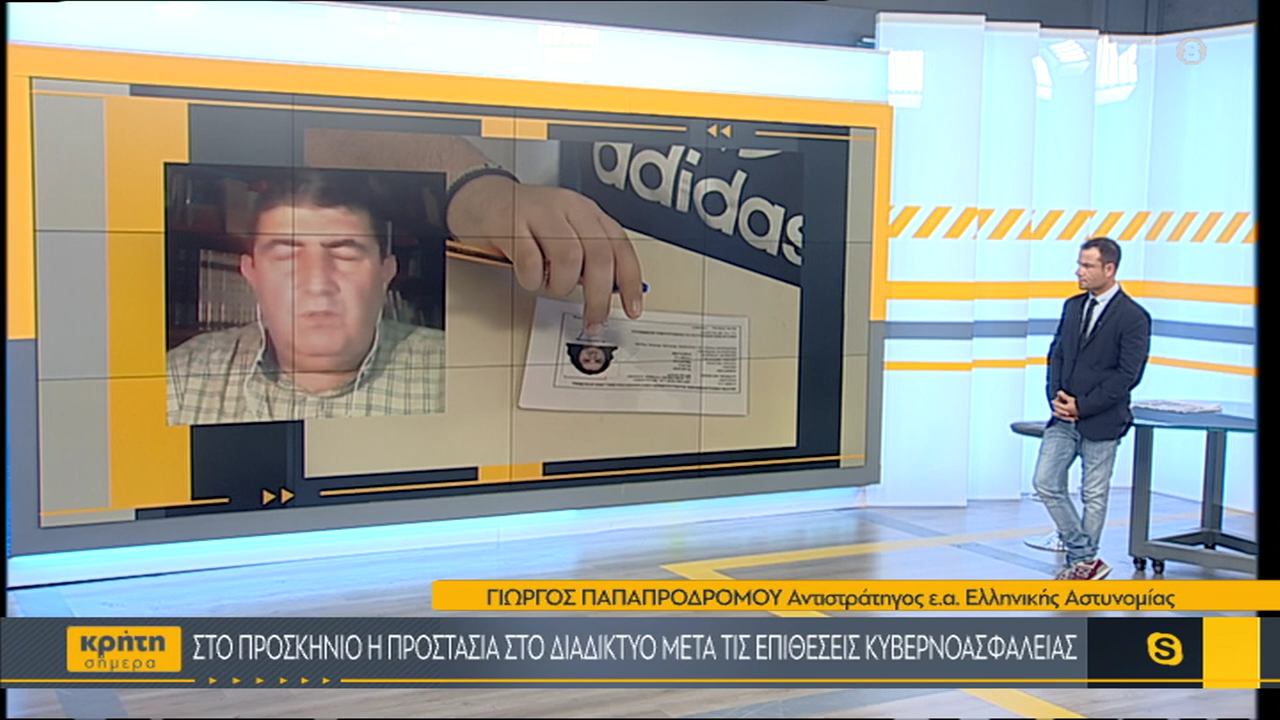 adidas
ΓΙΩΡΓΟΣ ΠΑΠΑΠΡΟΔΡΟΜΟΥ Αντιστράτηγος ε.α. Ελληνικής Αστυνομίας
κρήτη
σήμερα
ΣΤΟ ΠΡΟΣΚΗΝΙΟ Η ΠΡΟΣΤΑΣΙΑ ΣΤΟ ΔΙΑΔΙΚΤΥΟ ΜΕΤΑ ΤΙΣ ΕΠΙΘΕΣΕΙΣ ΚΥΒΕΡΝΟΑΣΦΑΛΕΙΑΣ
S